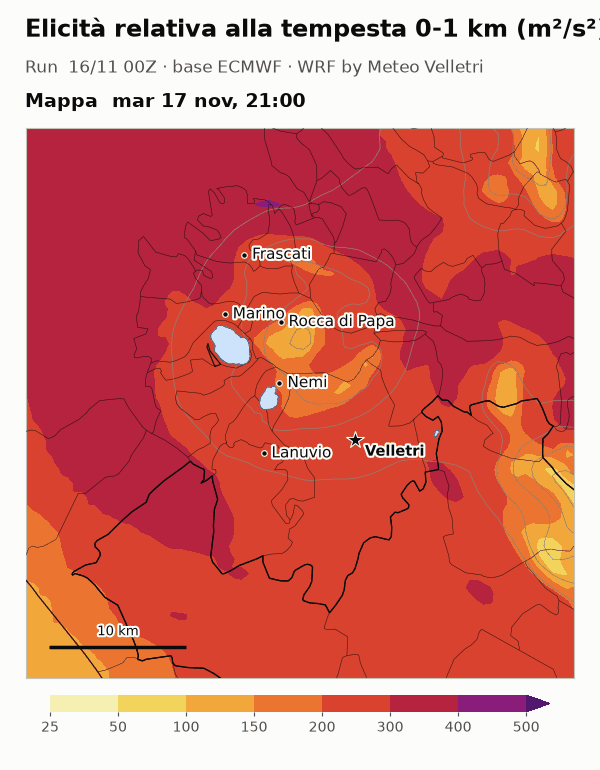 Elicità relativa alla tempesta 0-1 km (m²/s²)
Run  16/11 00Z · base ECMWF · WRF by Meteo Velletri
Mappa  mar 17 nov, 21:00
Frascati
Marino
Rocca di Papa
Nemi
Velletri
Lanuvio
10 km
25 50 100 150 200 300 400 500